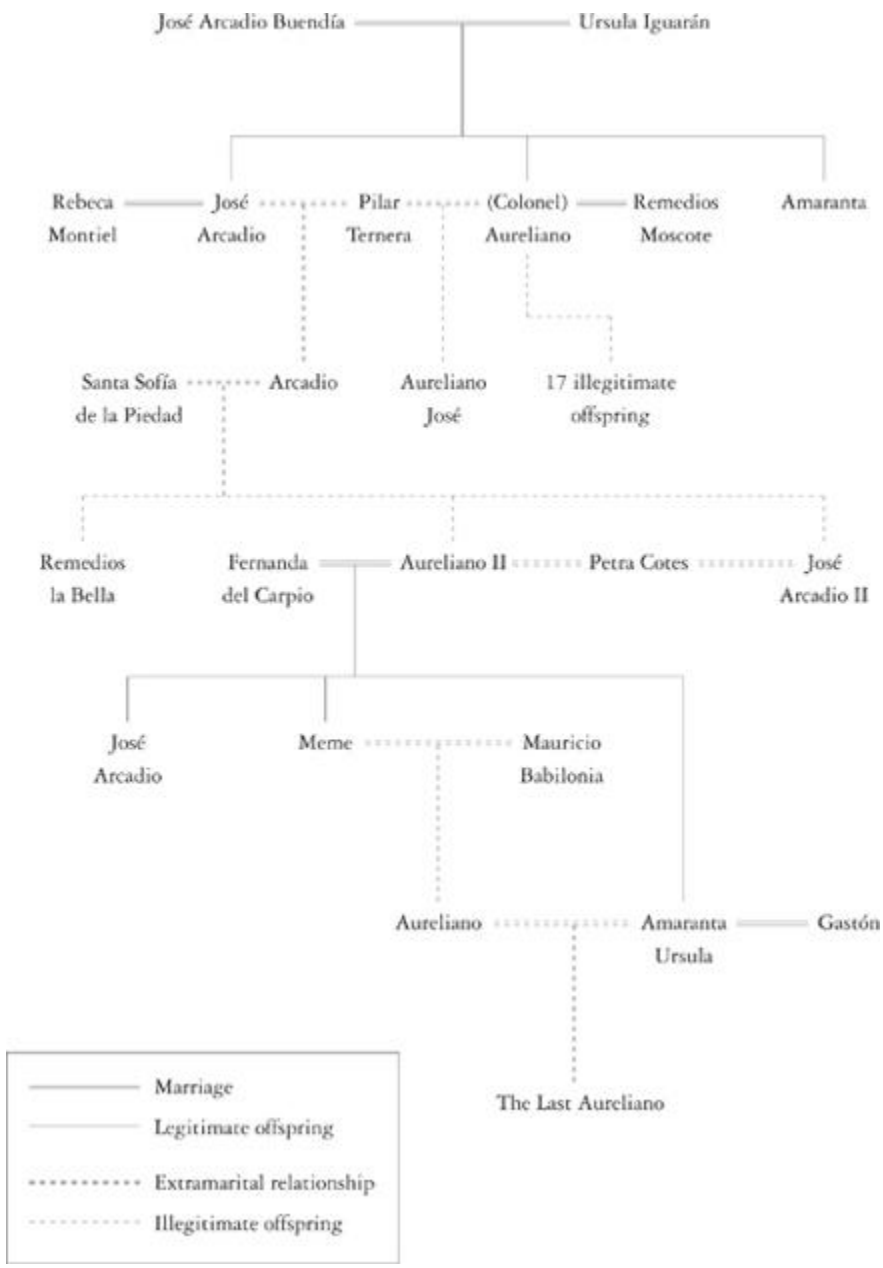 José Arcadio Buendía
Ursula Iguarán
Rebeca
Montiel
José
Arcadio
Pilar
Ternera
(Colonel)
Aureliano
Remedios
Moscote
Amaranta
Santa Sofía
de la Piedad
Arcadio
Aureliano
José
17 illegitimate
offspring
Remedios
la Bella
Fernanda
del Carpio
Aureliano II
Petra Cotes
José
Arcadio II
José
Arcadio
Meme
Mauricio
Babilonia
Aureliano
Amaranta
Ursula
Gastón
The Last Aureliano
Marriage
Legitimate offspring
Extramarital relationship
Illegitimate offspring